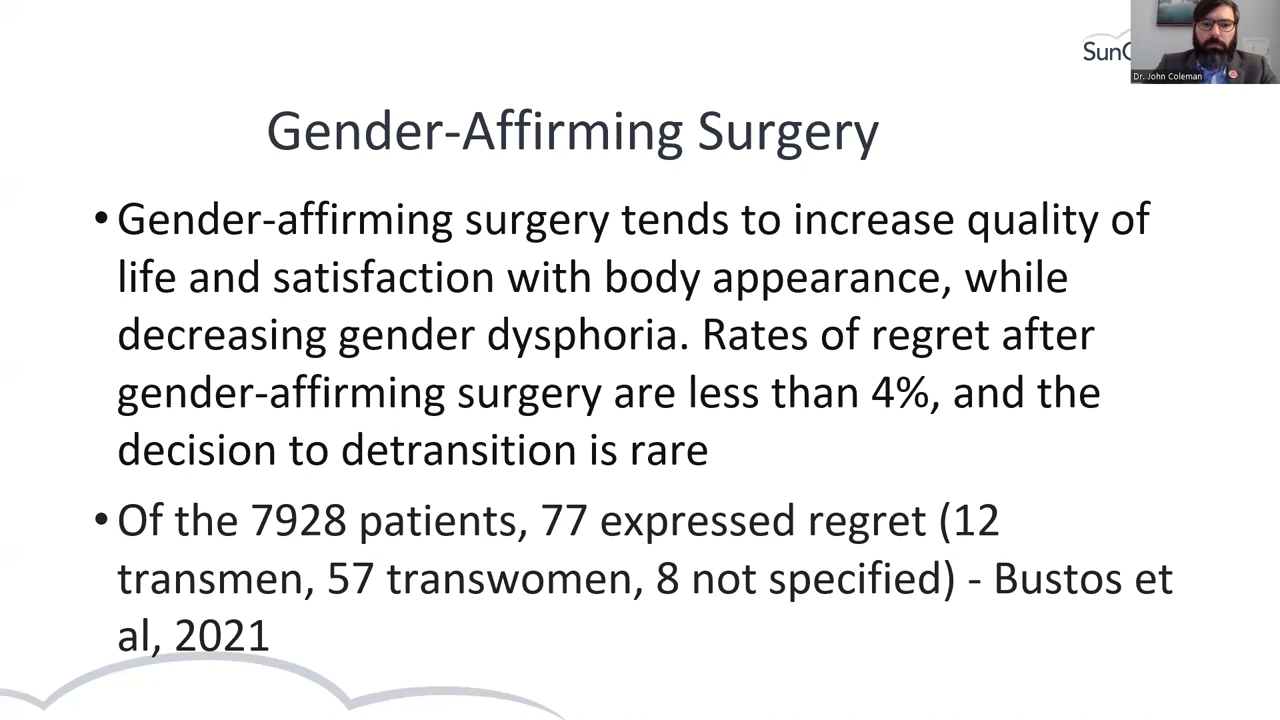 SunC
Dr. John Coleman
Gender-Affirming Surgery
• Gender-affirming surgery tends to increase quality of
life and satisfaction with body appearance, while
decreasing gender dysphoria. Rates of regret after
gender-affirming surgery are less than 4%, and the
decision to detransition is rare
• Of the 7928 patients, 77 expressed regret (12
transmen, 57 transwomen, 8 not specified) - Bustos et
al, 2021